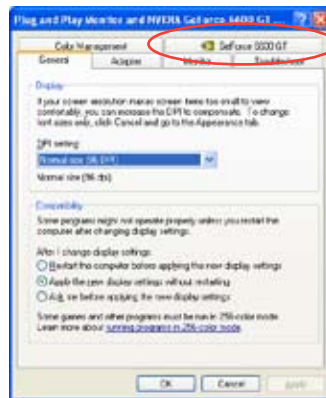 Plug and Play Monitor and NVIDIA GeForce 6600 GT ...
Color Management
GeForce 6600 GT
General
Adapter
Monitor
Troubleshoot
Display
If your screen resolution makes screen items too small to view
comfortably, you can increase the DPI to compensate. To change
font sizes only, click Cancel and go to the Appearance tab.
DPI setting:
Normal size (96 DPI)
Normal size (96 dpi)
Compatibility
Some programs might not operate properly unless you restart the
computer after changing display settings.
After I change display settings:
Restart the computer before applying the new display settings
Apply the new display settings without restarting
Ask me before applying the new display settings
Some games and other programs must be run in 256-color mode.
Learn more about running programs in 256-color mode.
OK
Cancel
Apply